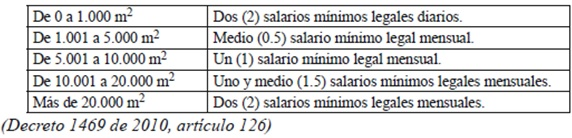 De 0 a 1.000 m² Dos (2) salarios mínimos legales diarios.
De 1.001 a 5.000 m² Medio (0.5) salario mínimo legal mensual.
De 5.001 a 10.000 m² Un (1) salario mínimo legal mensual.
De 10.001 a 20.000 m² Uno y medio (1.5) salarios mínimos legales mensuales.
Más de 20.000 m² Dos (2) salarios mínimos legales mensuales.
(Decreto 1469 de 2010, artículo 126)